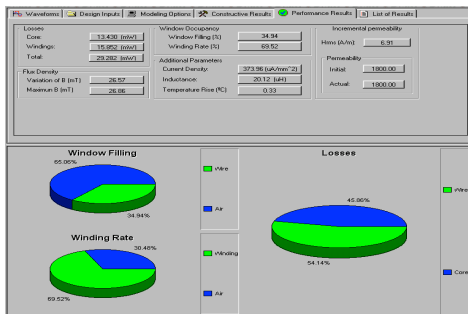 Waveforms
Design Inputs
Modeling Options
Constructive Results
Performance Results
List of Results
Losses
Core: 13.430 (mW)
Windings: 15.852 (mW)
Total: 29.282 (mW)
Flux Density
Variation of B (mT) 26.57
Maximun B (mT) 26.86
Window Occupancy
Window Filling (%) 34.94
Winding Rate (%) 69.52
Additional Parameters
Current Density: 373.96 (uA/mm^2)
Inductance: 20.12 (uH)
Temperature Rise (ºC) 0.33
Incremental permeability
Hrms (A/m): 6.91
Permeability
Initial: 1800.00
Actual: 1800.00
Window Filling
65.06%
34.94%
Wire
Air
Winding Rate
30.48%
69.52%
Winding
Air
Losses
45.86%
54.14%
Wire
Core